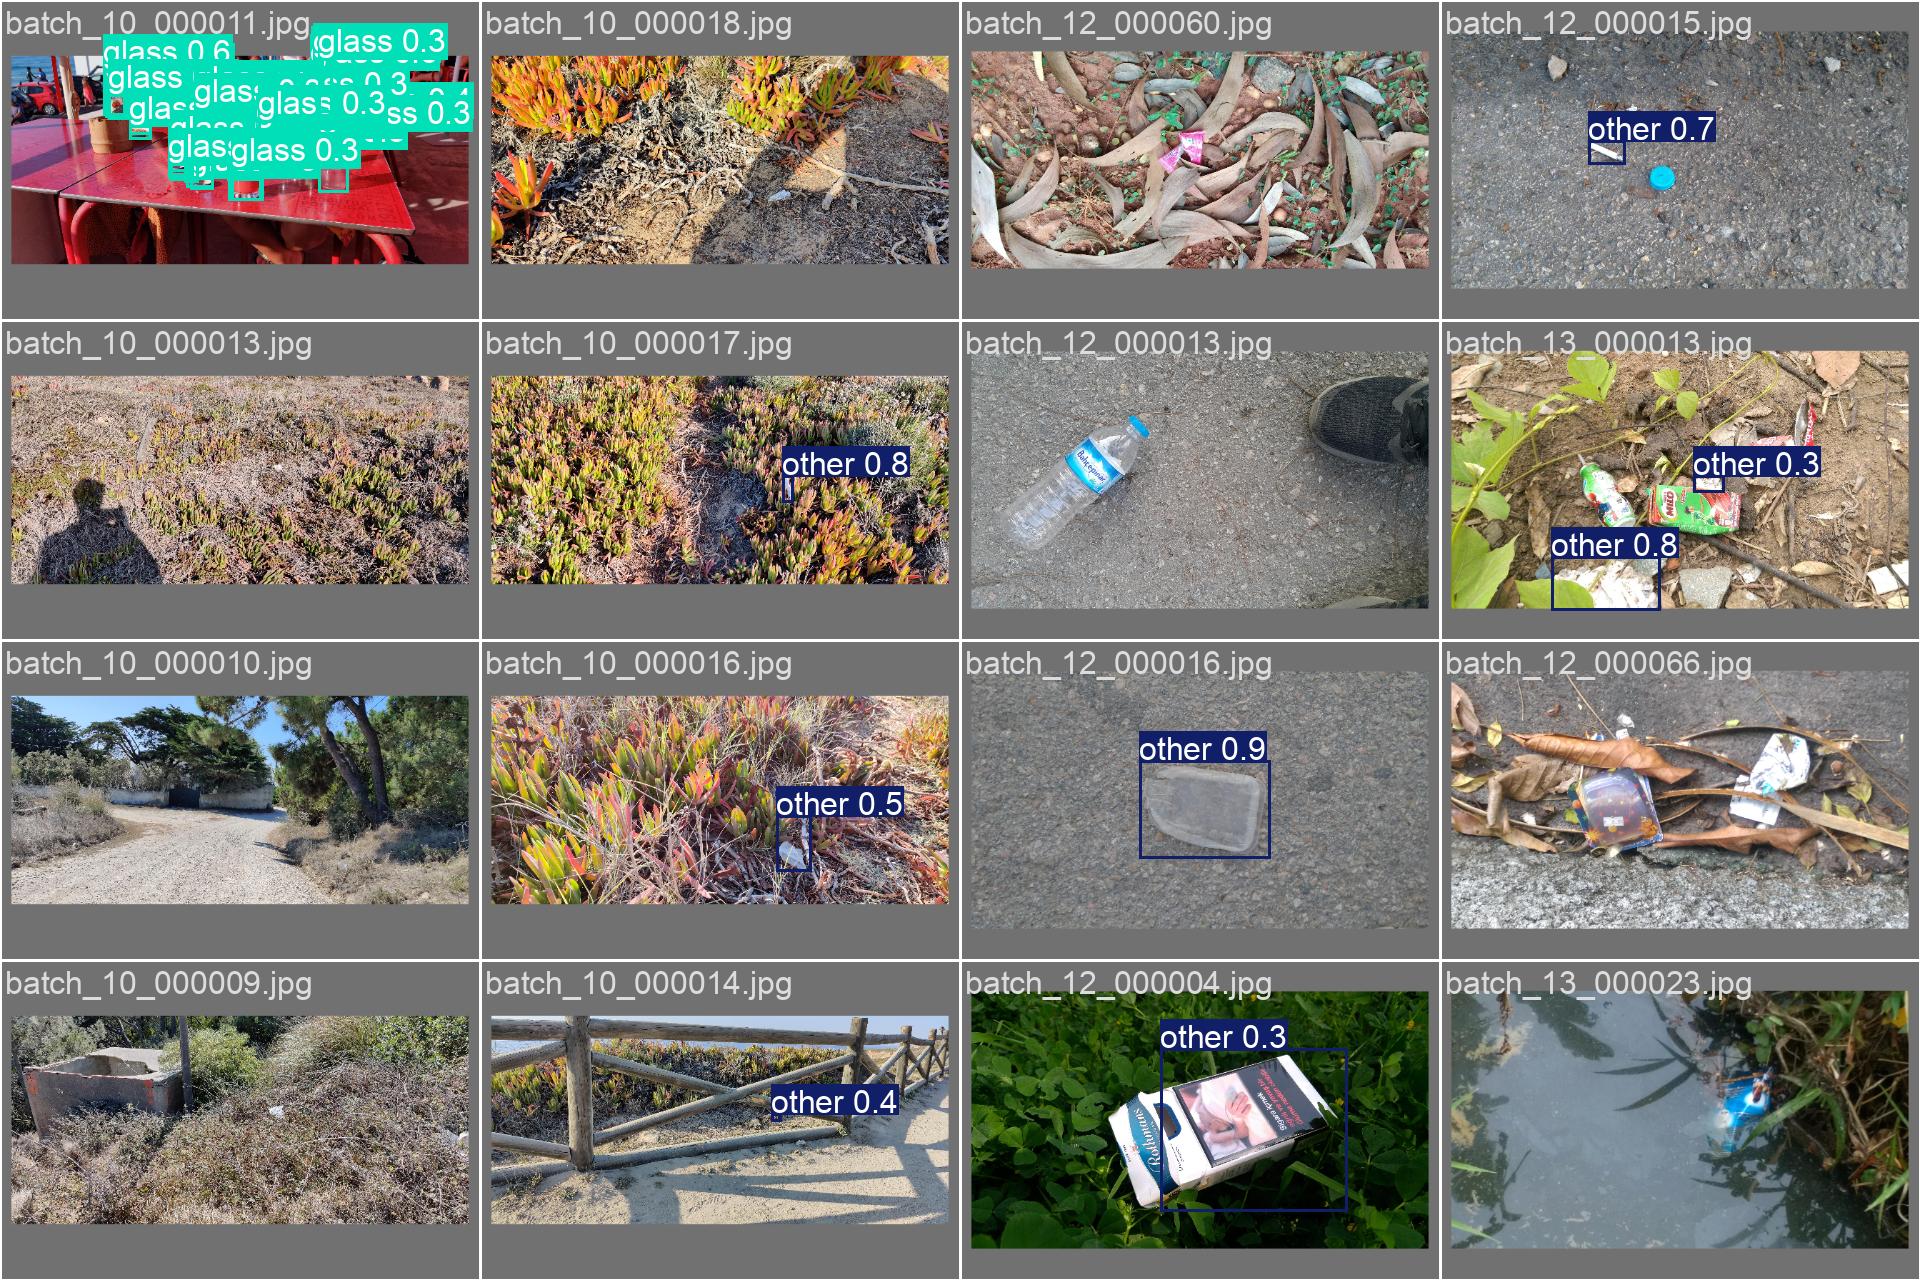 batch_10_000011.jpg
glass 0.6
glass 0.3
glass
glass 0.3
glass 0.3
batch_10_000018.jpg
batch_12_000060.jpg
batch_12_000015.jpg
other 0.7
batch_10_000013.jpg
batch_10_000017.jpg
other 0.8
batch_12_000013.jpg
batch_13_000013.jpg
other 0.3
MILO
other 0.8
batch_10_000010.jpg
batch_10_000016.jpg
other 0.5
batch_12_000016.jpg
other 0.9
batch_12_000066.jpg
batch_10_000009.jpg
batch_10_000014.jpg
other 0.4
batch_12_000004.jpg
other 0.3
Rothmans
batch_13_000023.jpg